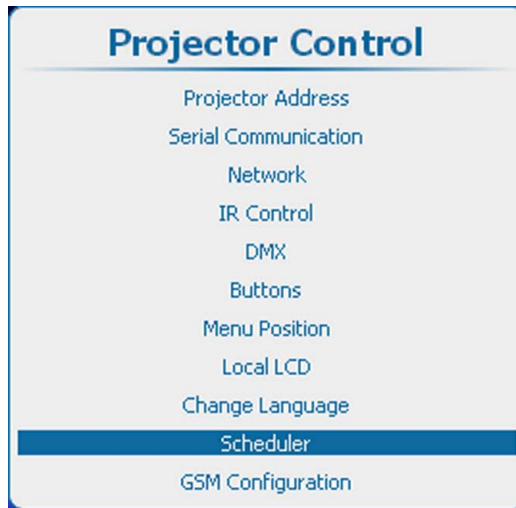 Projector Control
Projector Address
Serial Communication
Network
IR Control
DMX
Buttons
Menu Position
Local LCD
Change Language
Scheduler
GSM Configuration